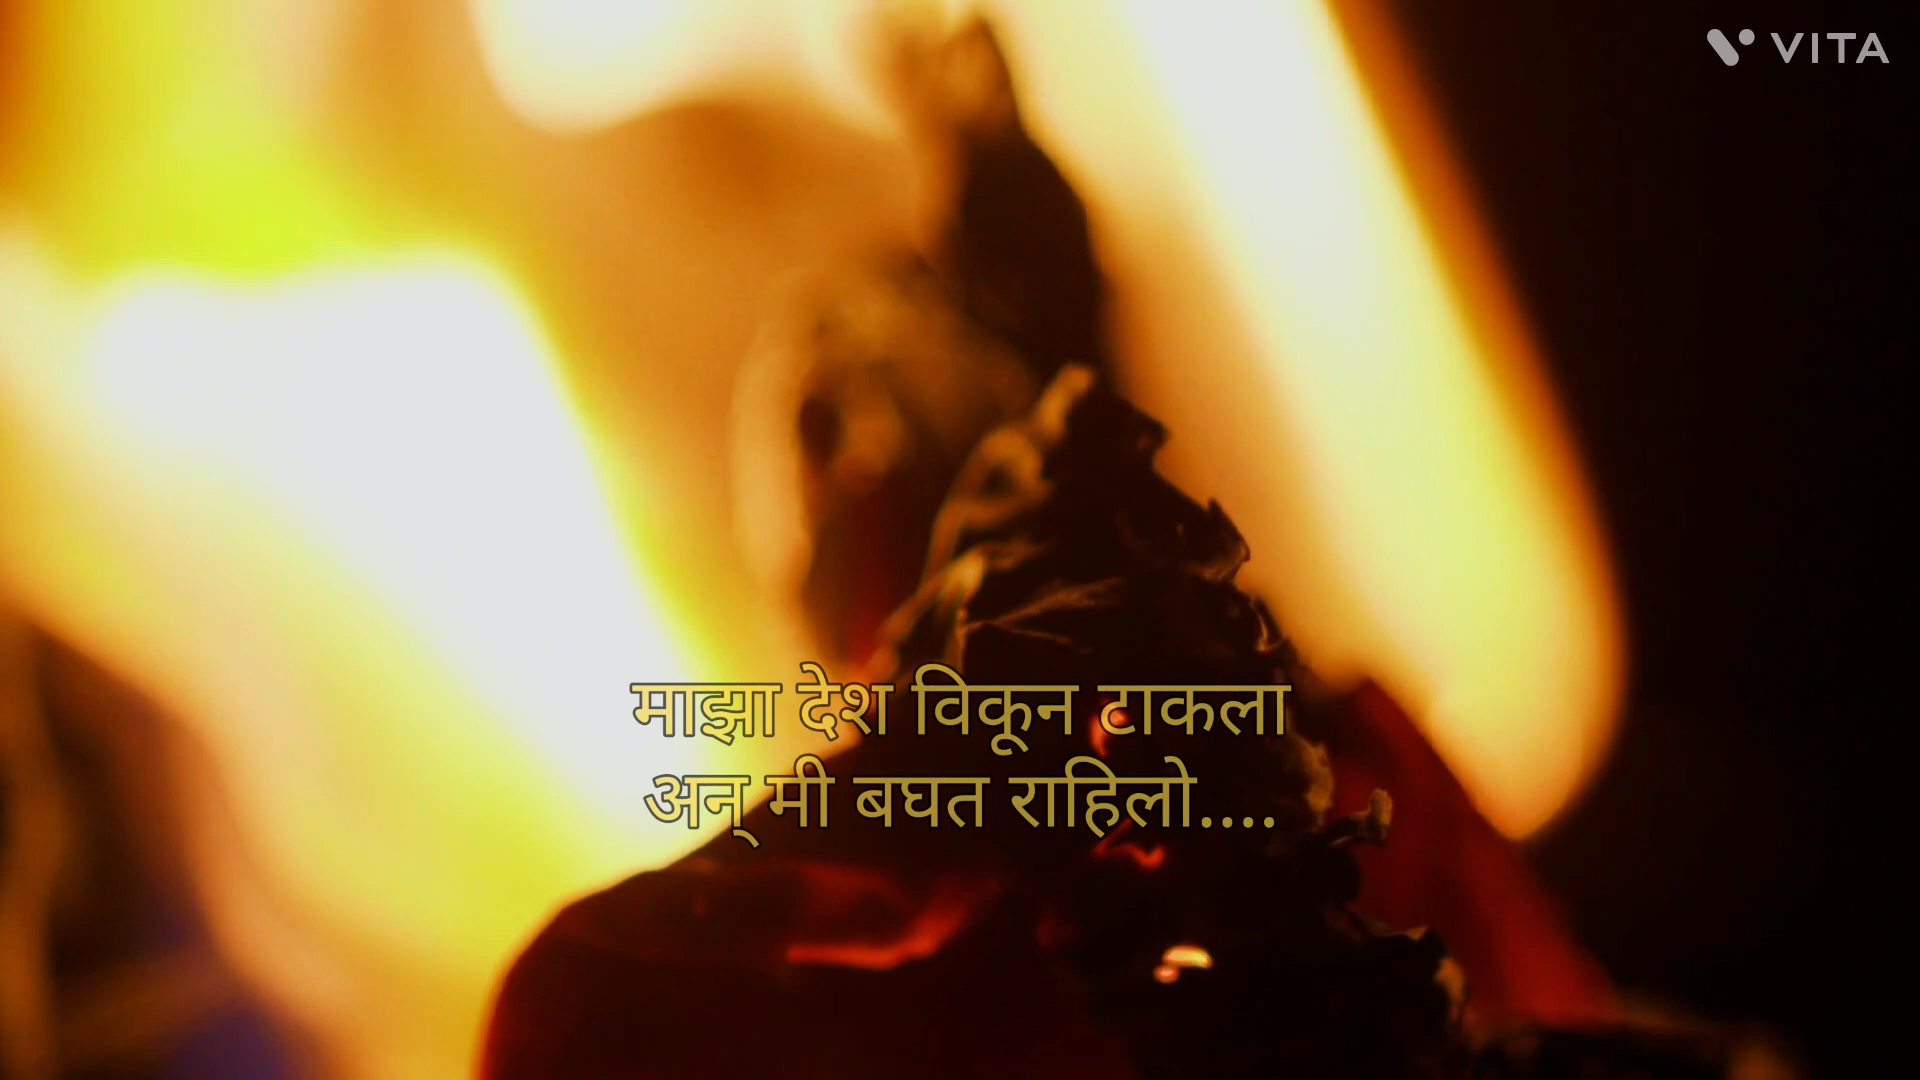 VITA
माझा देश विकून टाकला
अन् मी बघत राहिलो....